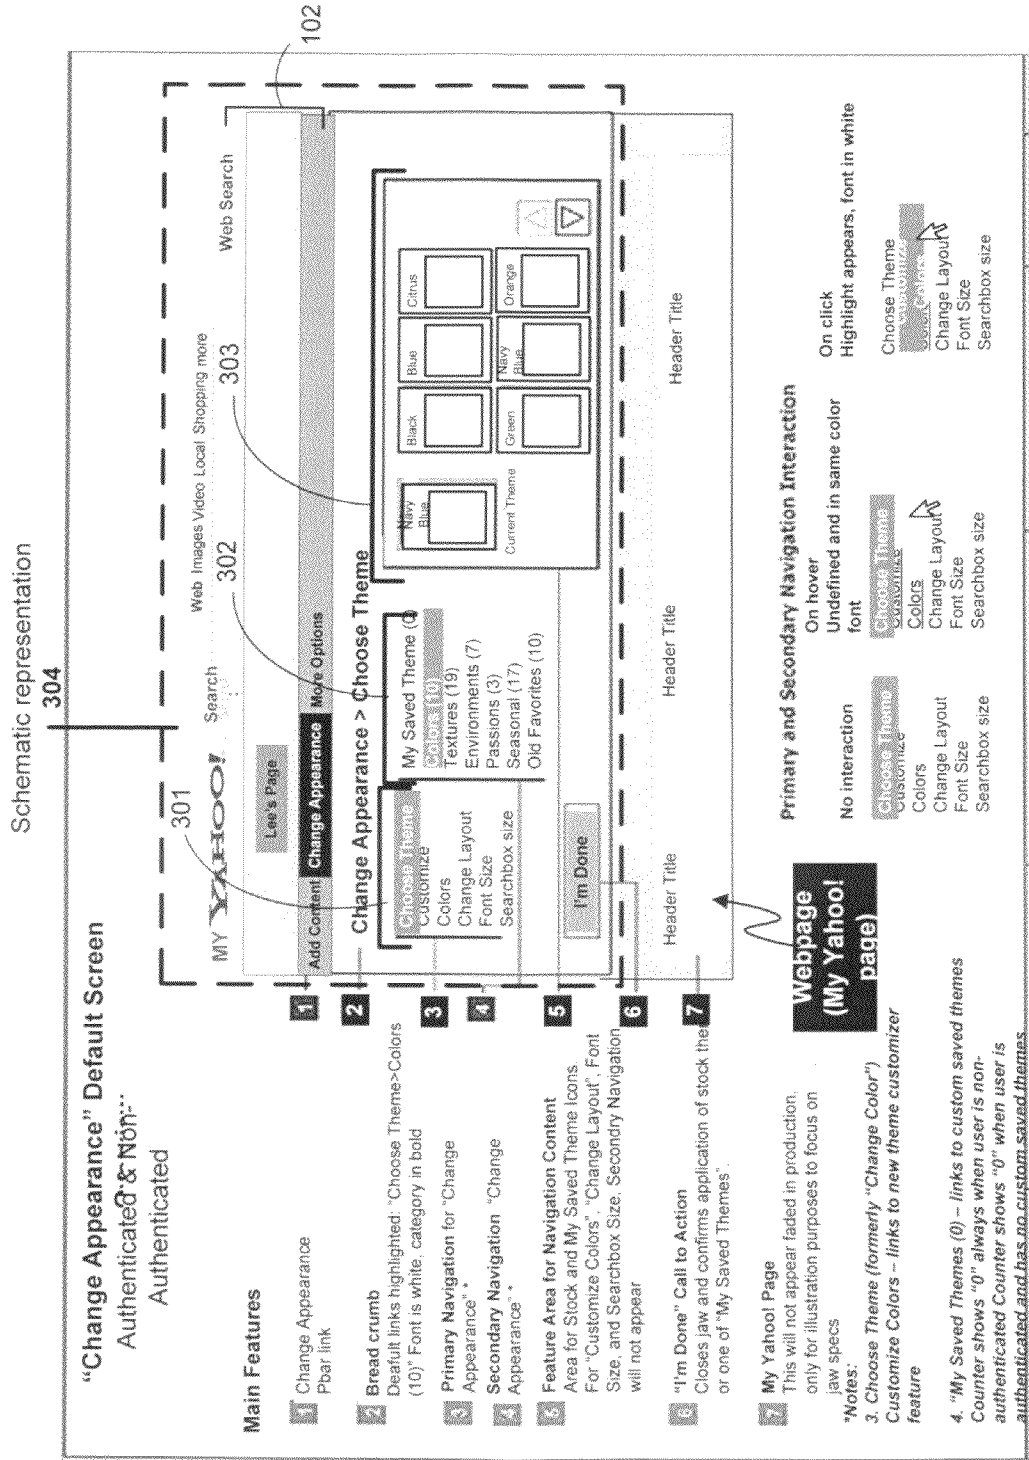 Schematic representation
304
"Change Appearance" Default Screen
Authenticated & Non-
Authenticated
Main Features
1 Change Appearance
Pbar link
2 Bread crumb
Deafult links highlighted: "Choose Theme>Colors
(10)" Font is white, category in bold
3 Primary Navigation for "Change
Appearance" *
4 Secondary Navigation "Change
Appearance" *
5 Feature Area for Navigation Content
Area for Stock and My Saved Theme Icons
For "Customize Colors", "Change Layout", Font
Size, and Searchbox Size, Secondry Navigation
will not appear
6 "I'm Done" Call to Action
Closes jaw and confirms application of stock
or one of "My Saved Themes".
7 My Yahoo! Page
This will not appear faded in production,
only for illustration purposes to focus on
jaw specs
*Notes:
3. Choose Theme (formerly "Change Color")
Customize Colors – links to new theme customizer
feature
4. "My Saved Themes (0) – links to custom saved themes
Counter shows "0" always when user is non-
authenticated Counter shows "0" when user is
authenticated and has no custom saved themes
1
2
3
4
5
6
7
301
302
303
102
MY YAHOO!
Search
Web Images Video Local Shopping more
Web Search
Lee's Page
Add Content
Change Appearance
More Options
Change Appearance > Choose Theme
Choose Theme
Customize
Colors
Change Layout
Font Size
Searchbox size
My Saved Theme (0
Colors (10)
Textures (19)
Environments (7)
Passions (3)
Seasonal (17)
Old Favorites (10)
Navy
Blue
Current Theme
Black
Blue
Citrus
Green
Navy
Blue
Orange
I'm Done
Header Title
Header Title
Header Title
Webpage
(My Yahoo!
page)
Primary and Secondary Navigation Interaction
No interaction
Choose Theme
Customize
Colors
Change Layout
Font Size
Searchbox size
On hover
Undefined and in same color
font
Choose Theme
Customize
Colors
Change Layout
Font Size
Searchbox size
On click
Highlight appears, font in white
Choose Theme
Colors
Change Layout
Font Size
Searchbox size